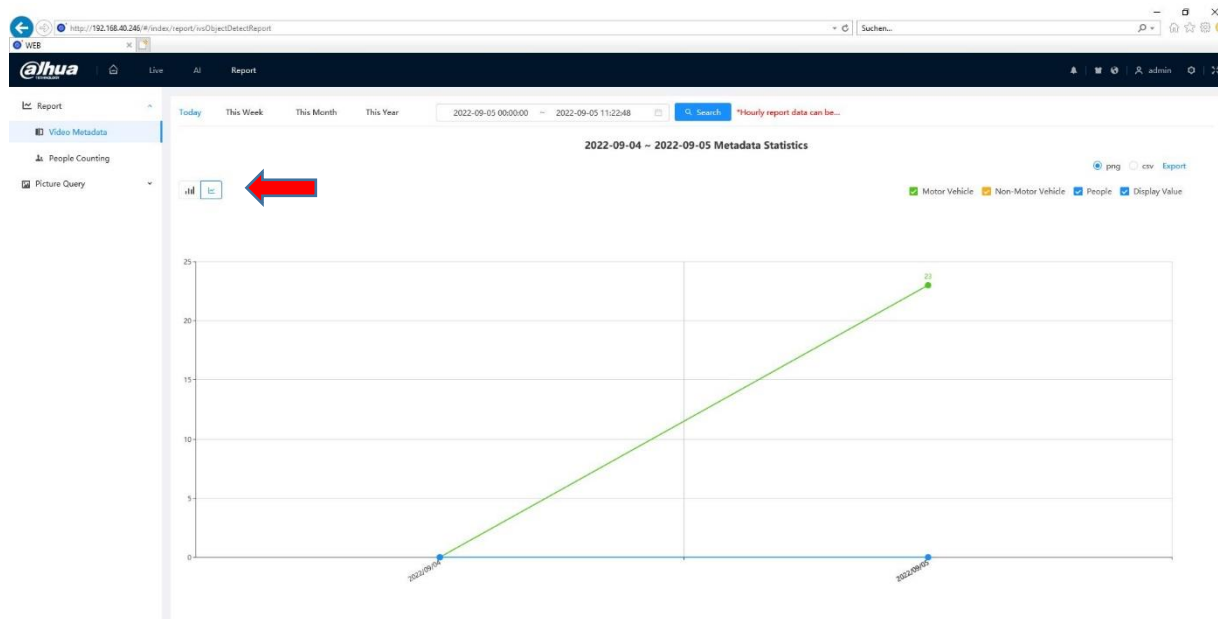 http://192.168.40.246/#/index/report/ivsObjectDetectReport
Suchen...
WEB
alhua
TECHNOLOGY
Live AI Report
admin
Report
Today This Week This Month This Year 2022-09-05 00:00:00 ~ 2022-09-05 11:22:48 Search *Hourly report data can be...
Video Metadata
2022-09-04 ~ 2022-09-05 Metadata Statistics
People Counting
png csv Export
Picture Query
Motor Vehicle Non-Motor Vehicle People Display Value
25
23
20
15
10
5
0
2022/09/04
2022/09/05